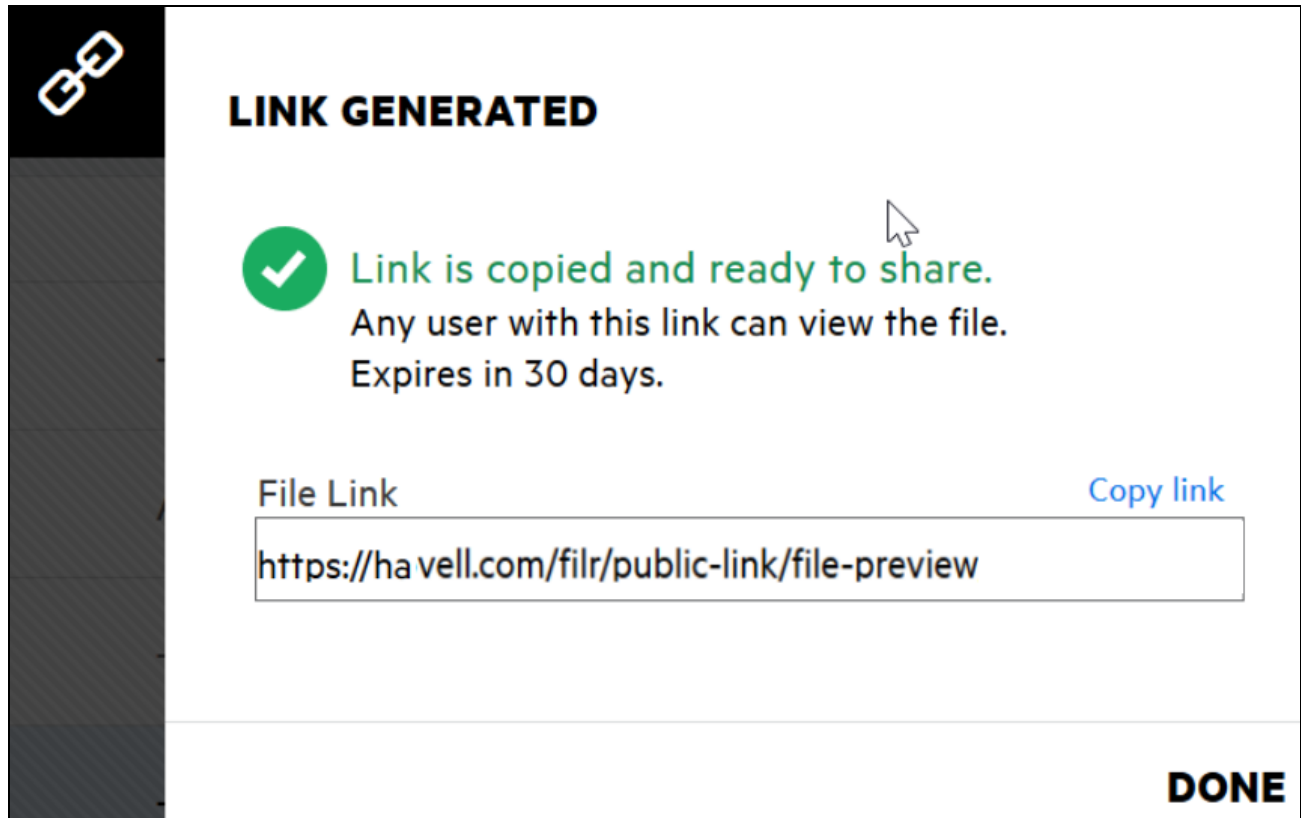 LINK GENERATED
Link is copied and ready to share.
Any user with this link can view the file.
Expires in 30 days.
File Link
Copy link
https://ha vell.com/filr/public-link/file-preview
DONE